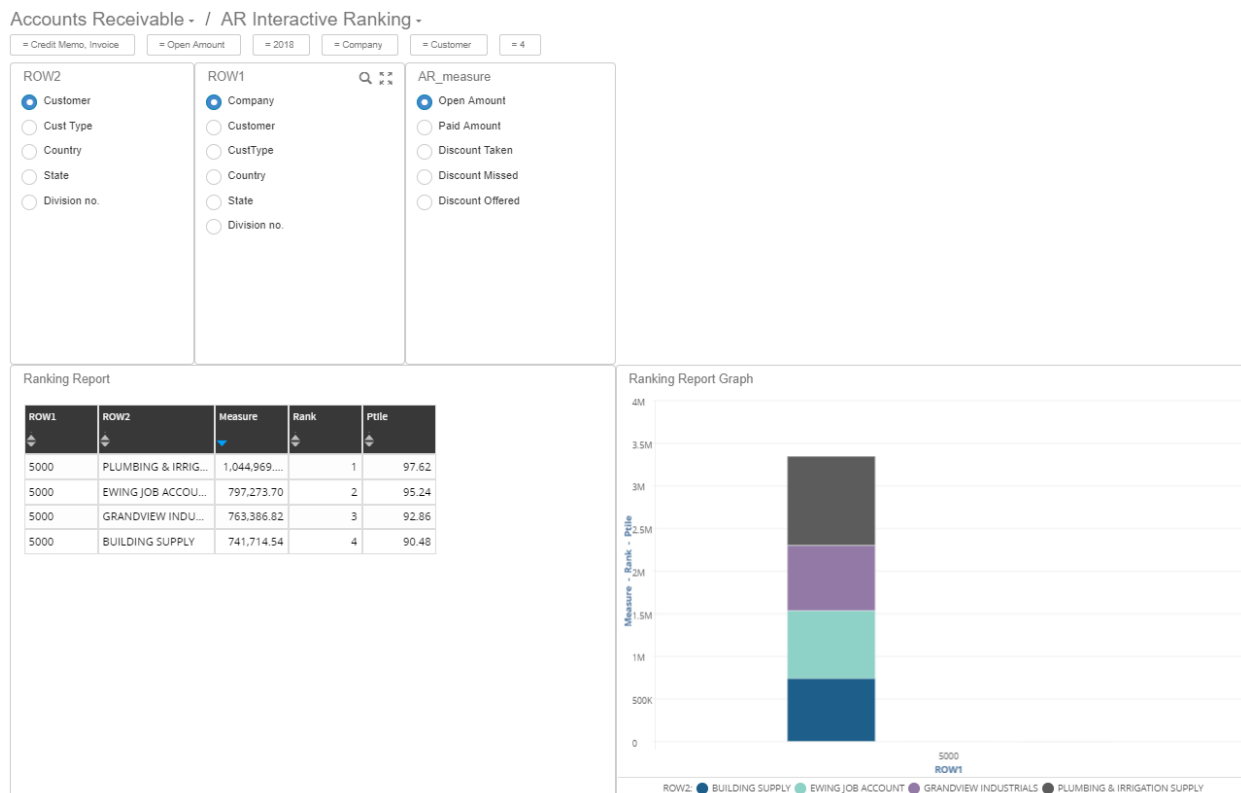 Accounts Receivable / AR Interactive Ranking
= Credit Memo, Invoice = Open Amount = 2018 = Company = Customer = 4
ROW2
Customer
Cust Type
Country
State
Division no.
ROW1
Company
Customer
CustType
Country
State
Division no.
AR_measure
Open Amount
Paid Amount
Discount Taken
Discount Missed
Discount Offered
Ranking Report
ROW1 ROW2 Measure Rank Ptile
5000 PLUMBING & IRRIG... 1,044,969.... 1 97.62
5000 EWING JOB ACCOU... 797,273.70 2 95.24
5000 GRANDVIEW INDU... 763,386.82 3 92.86
5000 BUILDING SUPPLY 741,714.54 4 90.48
Ranking Report Graph
Measure - Rank - Ptile
4M
3.5M
3M
2.5M
2M
1.5M
1M
500K
0
5000
ROW1
ROW2: BUILDING SUPPLY EWING JOB ACCOUNT GRANDVIEW INDUSTRIALS PLUMBING & IRRIGATION SUPPLY